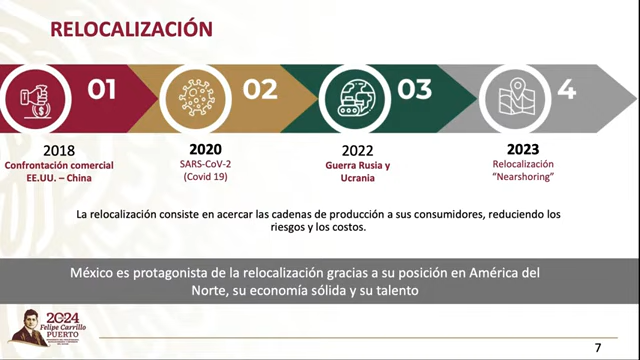 RELOCALIZACIÓN
01
02
03
4
2018
Confrontación comercial
EE.UU. – China
2020
SARS-CoV-2
(Covid 19)
2022
Guerra Rusia y
Ucrania
2023
Relocalización
“Nearshoring”
La relocalización consiste en acercar las cadenas de producción a sus consumidores, reduciendo los
riesgos y los costos.
México es protagonista de la relocalización gracias a su posición en América del
Norte, su economía sólida y su talento
2024
Felipe Carrillo
PUERTO
7